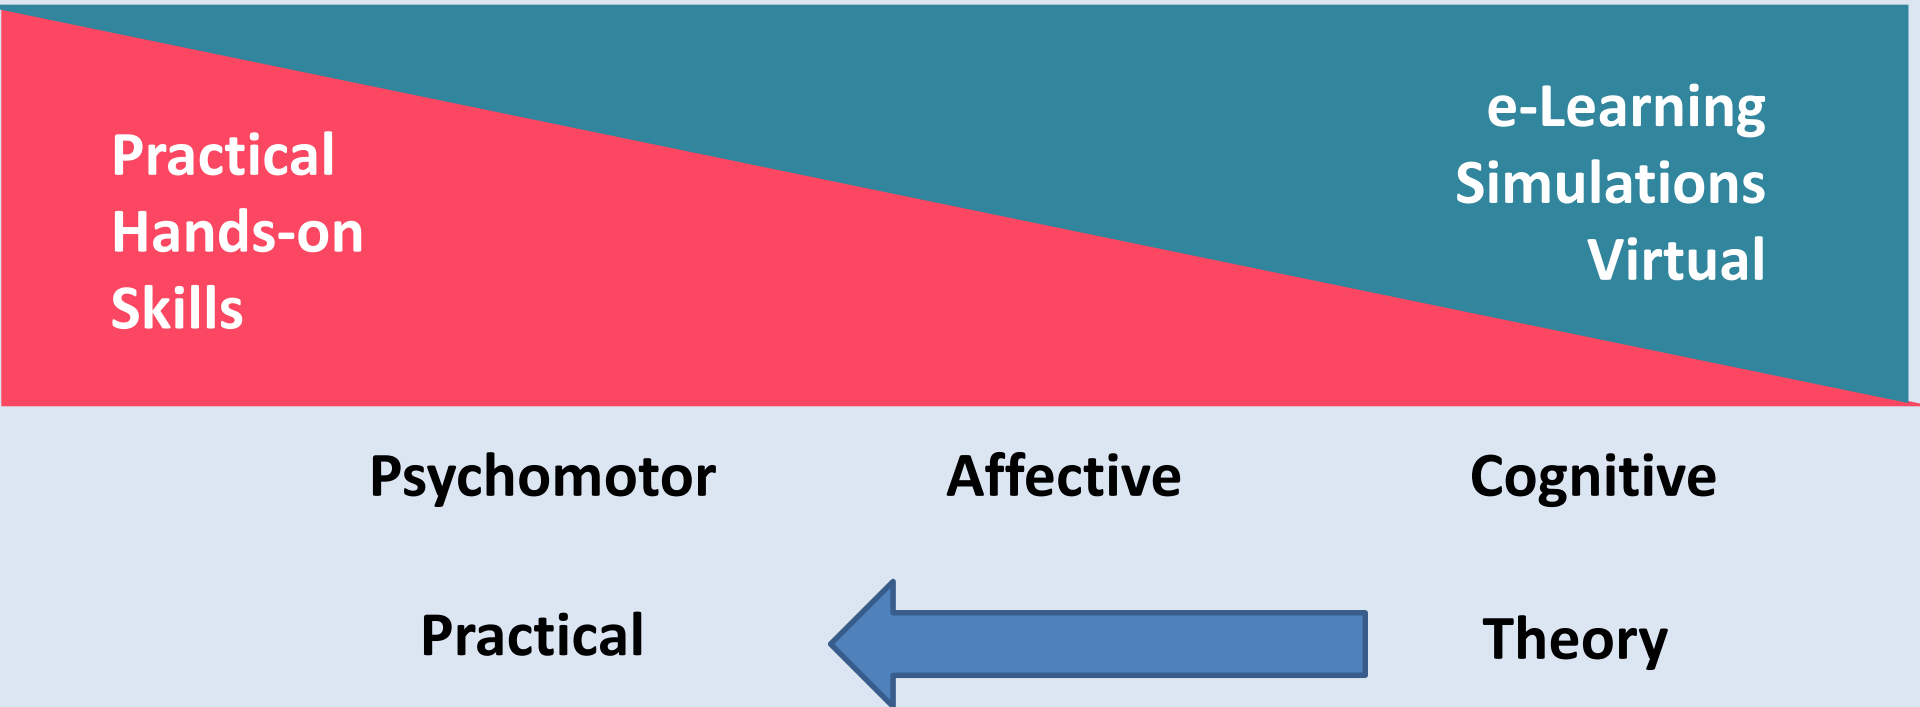 Practical
Hands-on
Skills
e-Learning
Simulations
Virtual
Psychomotor Affective Cognitive
Practical Theory